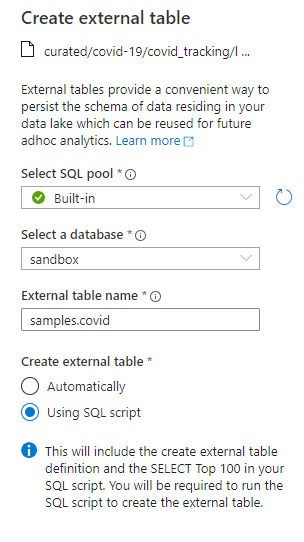 Create external table
curated/covid-19/covid_tracking/l ...
External tables provide a convenient way to
persist the schema of data residing in your
data lake which can be reused for future
adhoc analytics. Learn more
Select SQL pool *
Built-in
Select a database *
sandbox
External table name *
samples.covid
Create external table *
Automatically
Using SQL script
This will include the create external table
definition and the SELECT Top 100 in your
SQL script. You will be required to run the
SQL script to create the external table.